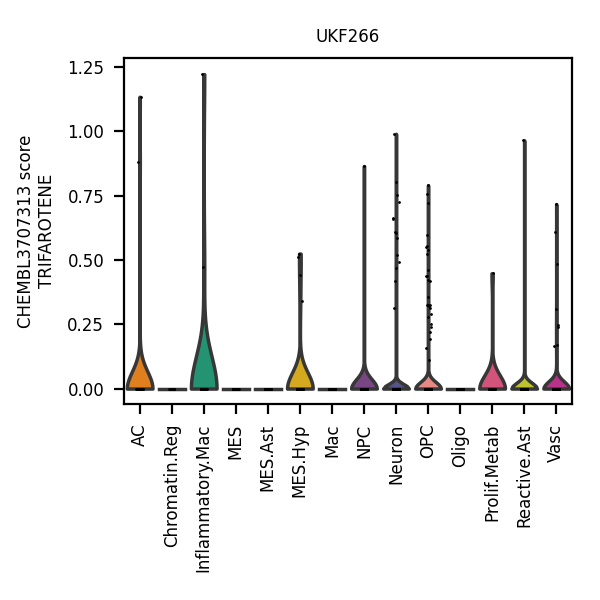 UKF266
CHEMBL3707313 score
TRIFAROTENE
1.25
1.00
0.75
0.50
0.25
0.00
AC
Chromatin.Reg
Inflammatory.Mac
MES
MES.Ast
MES.Hyp
Mac
NPC
Neuron
OPC
Oligo
Prolif.Metab
Reactive.Ast
Vasc